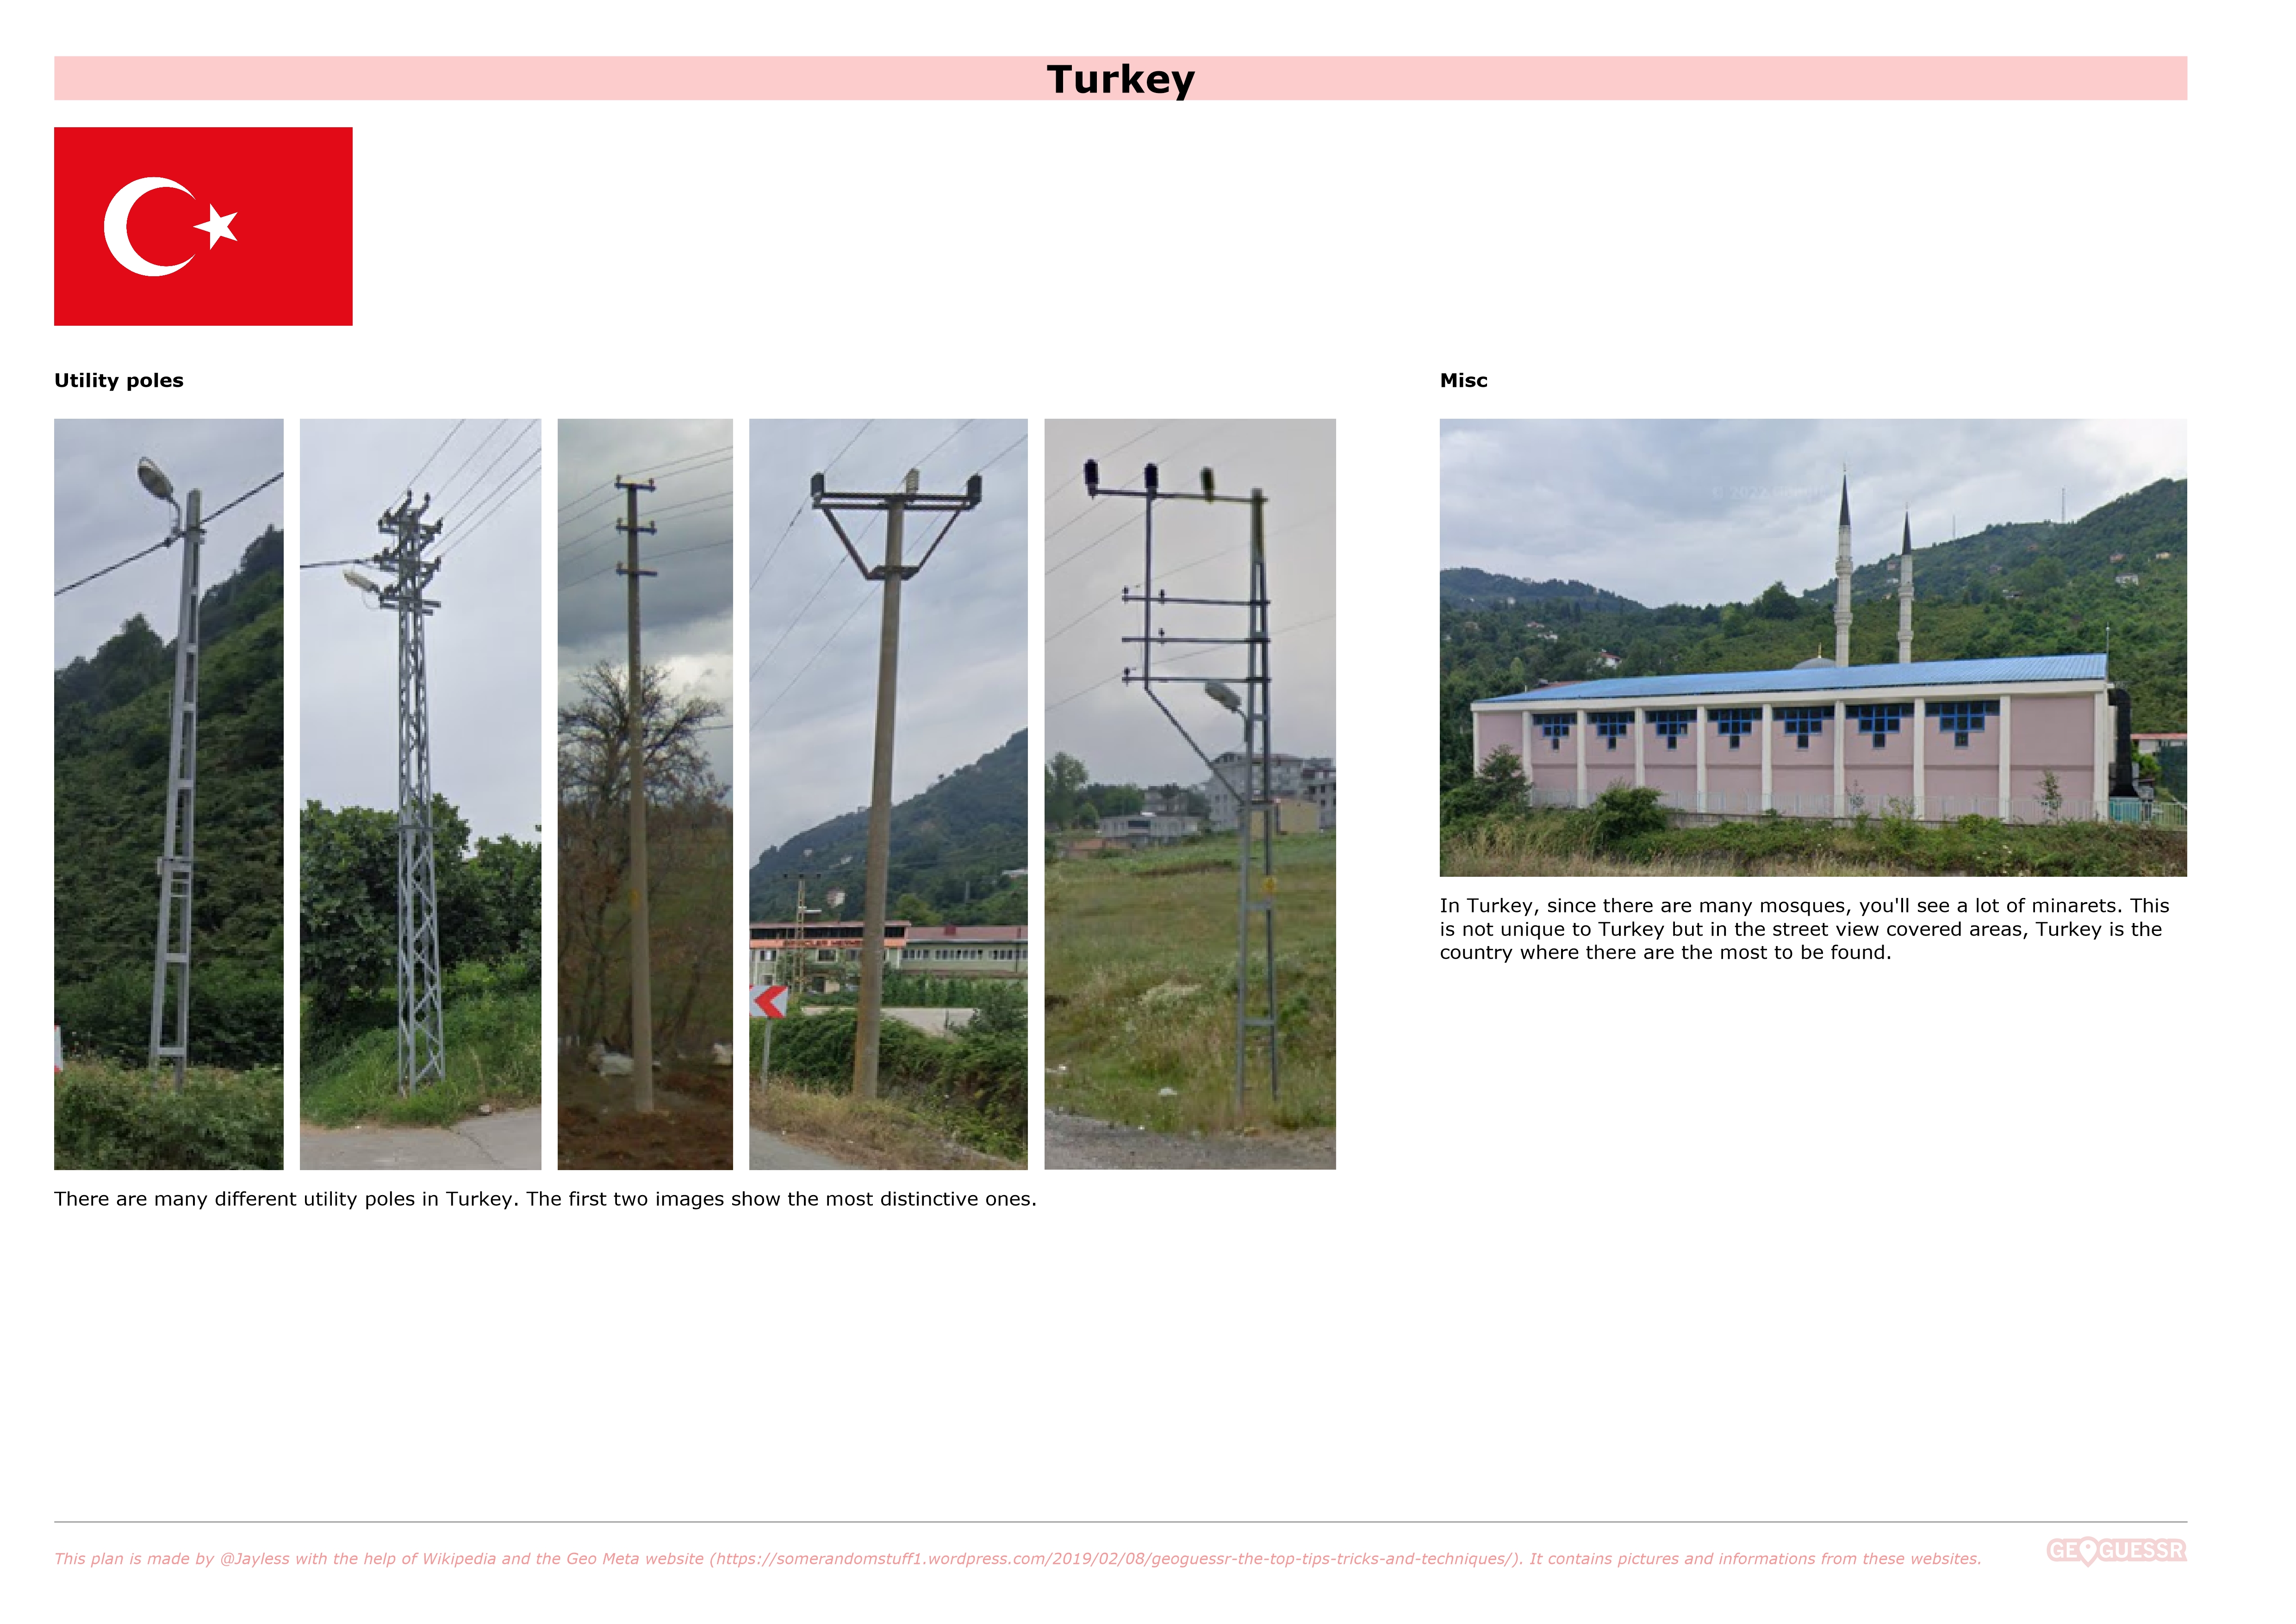 Turkey
Utility poles
Misc
In Turkey, since there are many mosques, you'll see a lot of minarets. This
is not unique to Turkey but in the street view covered areas, Turkey is the
country where there are the most to be found.
There are many different utility poles in Turkey. The first two images show the most distinctive ones.
This plan is made by @Jayless with the help of Wikipedia and the Geo Meta website (https://somerandomstuff1.wordpress.com/2019/02/08/geoguessr-the-top-tips-tricks-and-techniques/). It contains pictures and informations from these websites.
GEOGUESSR